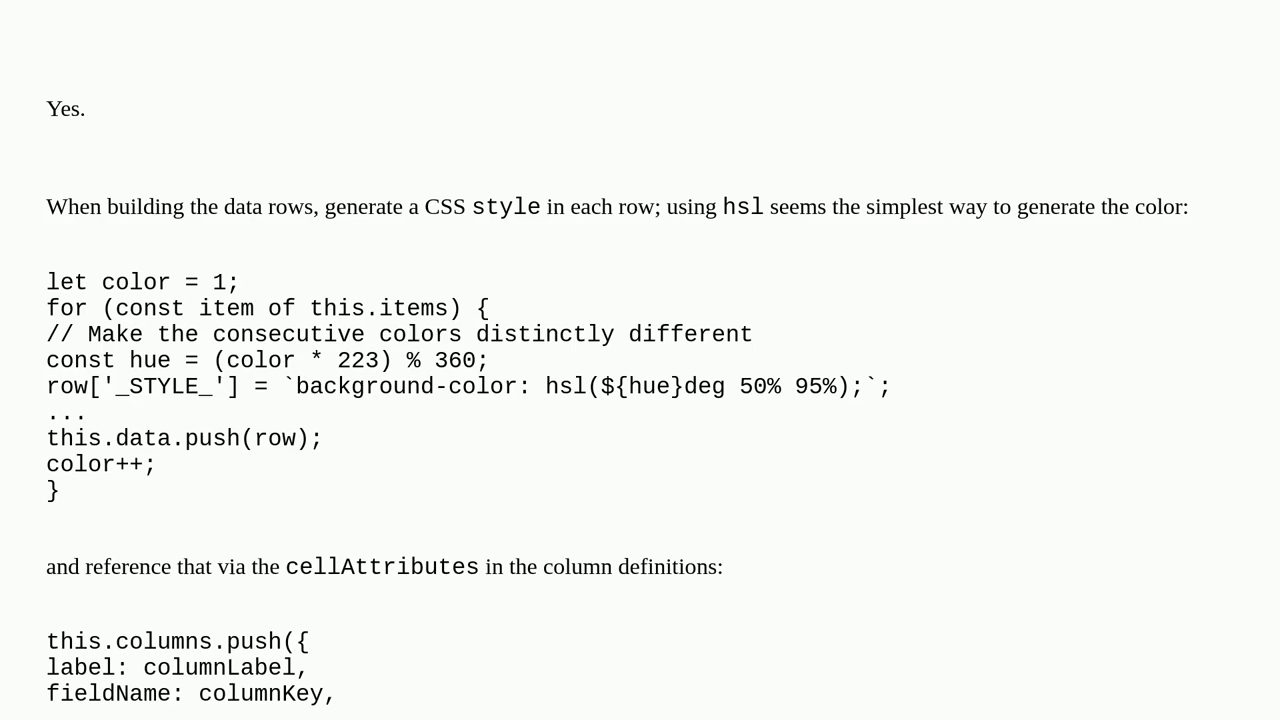 Yes.
When building the data rows, generate a CSS style in each row; using hsl seems the simplest way to generate the color:
let color = 1;
for (const item of this.items) {
// Make the consecutive colors distinctly different
const hue = (color * 223) % 360;
row['_STYLE_'] = `background-color: hsl(${hue}deg 50% 95%);`;
...
this.data.push(row);
color++;
}
and reference that via the cellAttributes in the column definitions:
this.columns.push({
label: columnLabel,
fieldName: columnKey,